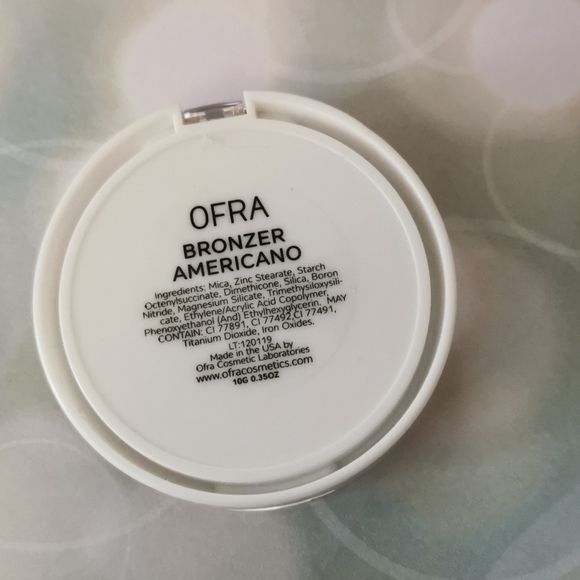 OFRA
BRONZER
AMERICANO
Ingredients: Mica, Zinc Stearate, Starch
Octenylsuccinate, Dimethicone, Silica, Boron
Nitride, Magnesium Silicate, Trimethysiloxysili-
cate, Ethylene/Acrylic Acid Copolymer,
Phenoxyethanol (And) Ethylhexyglycerin. MAY
CONTAIN: CI 77891, CI 77492,CI 77491,
Titanium Dioxide, Iron Oxides.
LT:120119
Made in the USA by
Ofra Cosmetic Laboratories
www.ofracosmetics.com
10G 0.35OZ